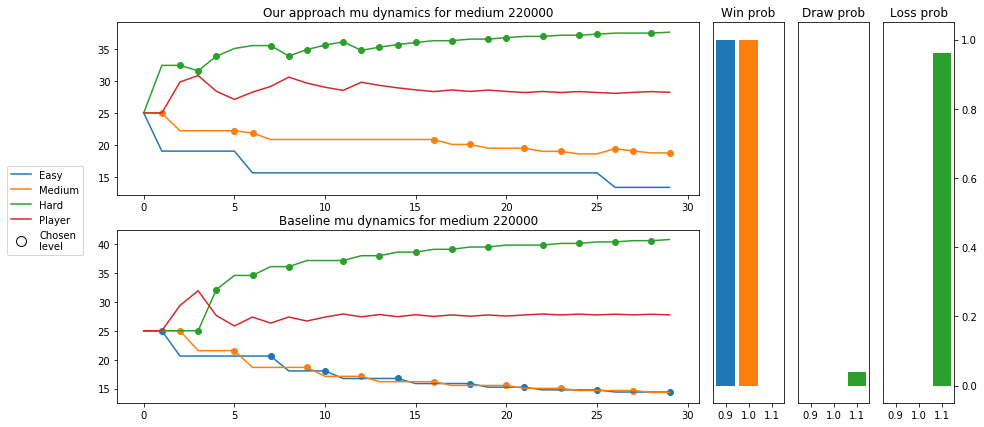 Our approach mu dynamics for medium 220000
35
30
25
20
15
0 5 10 15 20 25 30
Easy
Medium
Hard
Player
Chosen
level
Baseline mu dynamics for medium 220000
40
35
30
25
20
15
0 5 10 15 20 25 30
Win prob
0.9 1.0 1.1
Draw prob
0.9 1.0 1.1
Loss prob
1.0
0.8
0.6
0.4
0.2
0.0
0.9 1.0 1.1